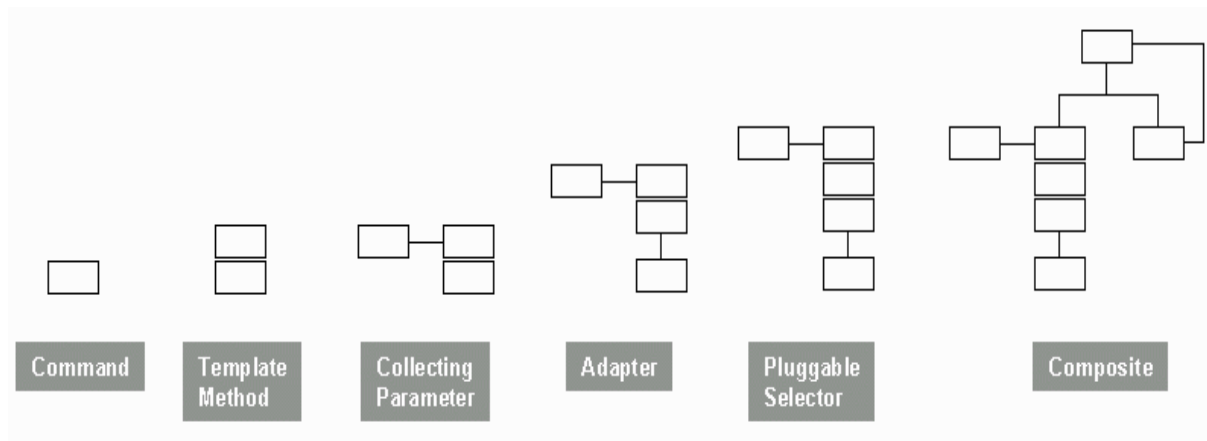 Command
Template
Method
Collecting
Parameter
Adapter
Pluggable
Selector
Composite